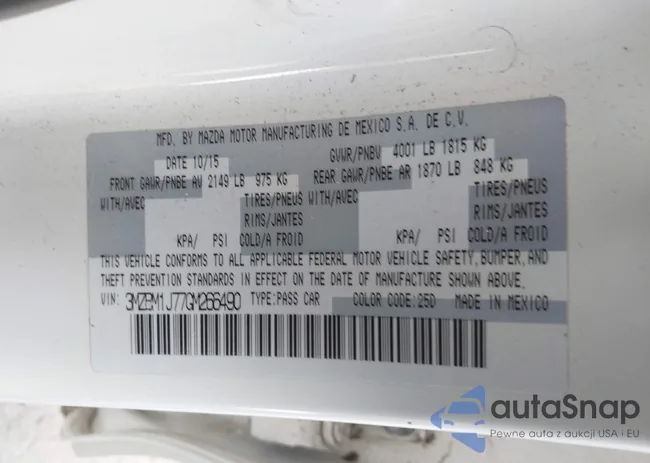 MFD. BY MAZDA MOTOR MANUFACTURING DE MEXICO S.A. DE C.V.
DATE 10/15 GVWR/PNBV 4001 LB 1815 KG
FRONT GAWR/PNBE AV 2149 LB 975 KG REAR GAWR/PNBE AR 1870 LB 848 KG
WITH/AVEC TIRES/PNEUS WITH/AVEC TIRES/PNEUS
RIMS/JANTES RIMS/JANTES
KPA/ PSI COLD/A FROID KPA/ PSI COLD/A FROID
THIS VEHICLE CONFORMS TO ALL APPLICABLE FEDERAL MOTOR VEHICLE SAFETY, BUMPER, AND
THEFT PREVENTION STANDARDS IN EFFECT ON THE DATE OF MANUFACTURE SHOWN ABOVE.
VIN: 3MZBM1J77GM266490 TYPE:PASS CAR COLOR CODE:25D MADE IN MEXICO
autaSnap
Pewne auta z aukcji USA i EU